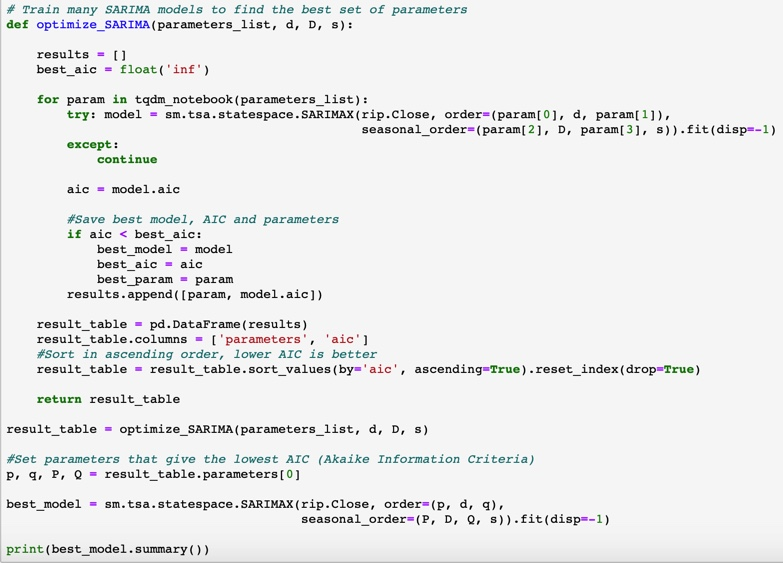 # Train many SARIMA models to find the best set of parameters
def optimize_SARIMA(parameters_list, d, D, s):
    results = []
    best_aic = float('inf')
    for param in tqdm_notebook(parameters_list):
        try: model = sm.tsa.statespace.SARIMAX(rip.Close, order=(param[0], d, param[1]),
                                               seasonal_order=(param[2], D, param[3], s)).fit(disp=-1)
        except:
            continue
        aic = model.aic
        #Save best model, AIC and parameters
        if aic < best_aic:
            best_model = model
            best_aic = aic
            best_param = param
        results.append([param, model.aic])
    result_table = pd.DataFrame(results)
    result_table.columns = ['parameters', 'aic']
    #Sort in ascending order, lower AIC is better
    result_table = result_table.sort_values(by='aic', ascending=True).reset_index(drop=True)
    return result_table
result_table = optimize_SARIMA(parameters_list, d, D, s)
#Set parameters that give the lowest AIC (Akaike Information Criteria)
p, q, P, Q = result_table.parameters[0]
best_model = sm.tsa.statespace.SARIMAX(rip.Close, order=(p, d, q),
                                       seasonal_order=(P, D, Q, s)).fit(disp=-1)
print(best_model.summary())